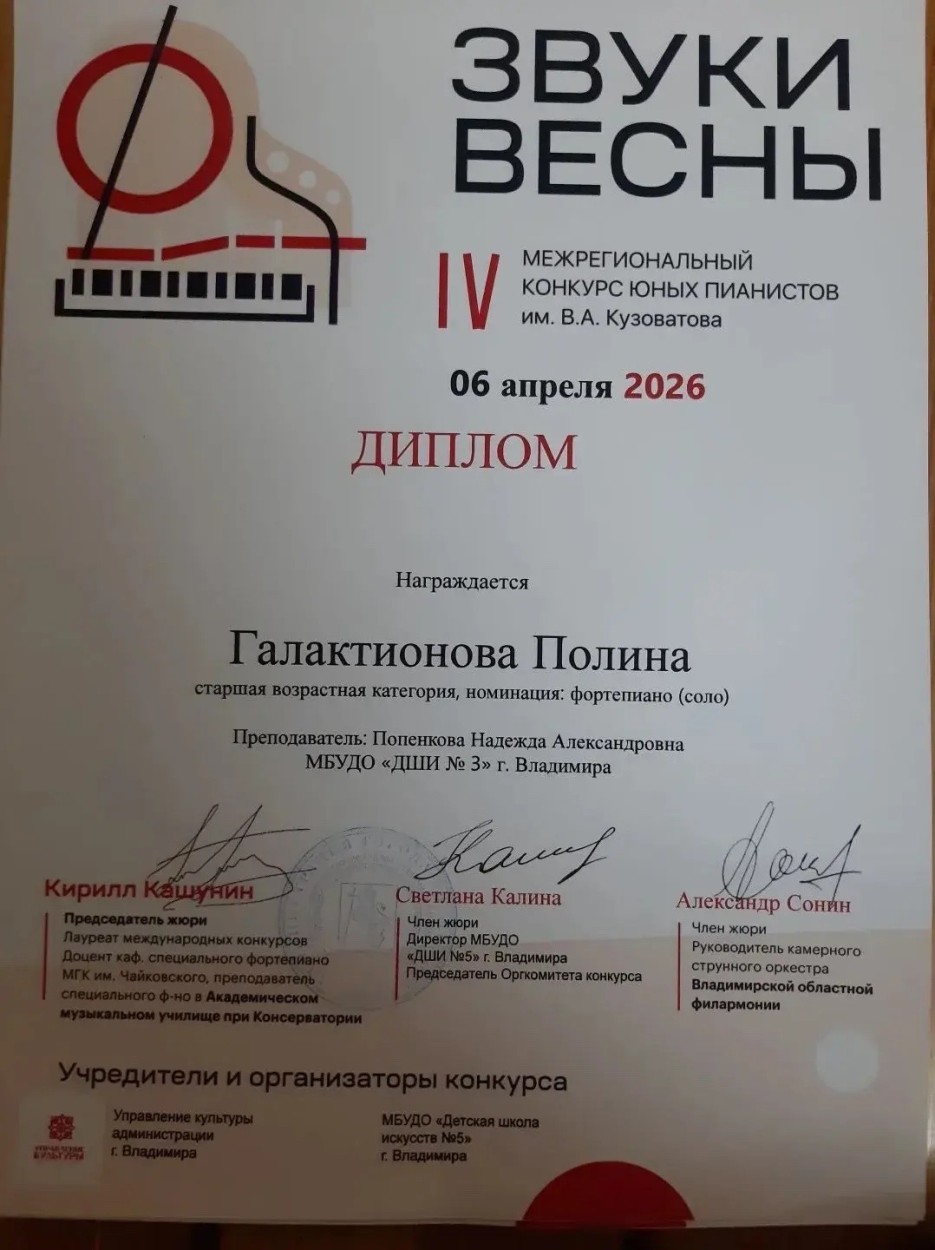 ЗВУКИ
ВЕСНЫ
IV
МЕЖРЕГИОНАЛЬНЫЙ
КОНКУРС ЮНЫХ ПИАНИСТОВ
им. В.А. Кузоватова
06 апреля 2026
ДИПЛОМ
Награждается
Галактионова Полина
старшая возрастная категория, номинация: фортепиано (соло)
Преподаватель: Попенкова Надежда Александровна
МБУДО «ДШИ № 3» г. Владимира
Кирилл Кашунин
Председатель жюри
Лауреат международных конкурсов
Доцент каф. специального фортепиано
МГК им. Чайковского, преподаватель
специального ф-но в Академическом
музыкальном училище при Консерватории
Светлана Калина
Член жюри
Директор МБУДО
«ДШИ №5» г. Владимира
Председатель Оргкомитета конкурса
Александр Сонин
Член жюри
Руководитель камерного
струнного оркестра
Владимирской областной
филармонии
Учредители и организаторы конкурса
УПРАВЛЕНИЕ
КУЛЬТУРЫ
Управление культуры
администрации
г. Владимира
МБУДО «Детская школа
искусств №5»
г. Владимира